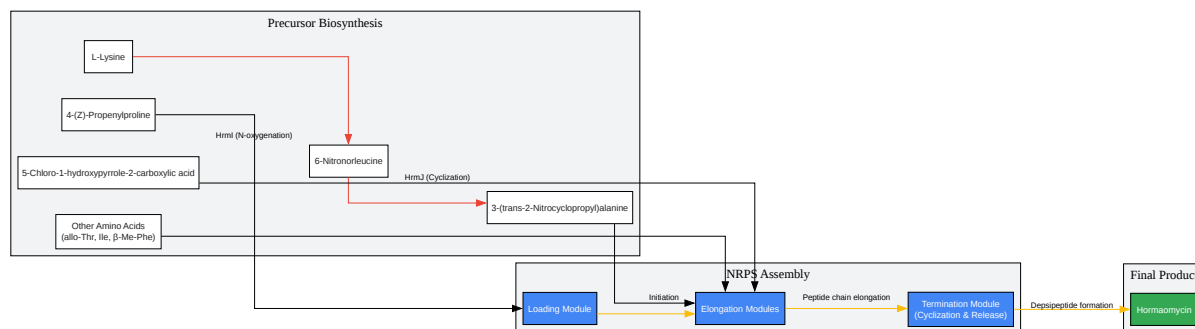 Precursor Biosynthesis
L-Lysine
4-(Z)-Propenylproline
HrmI (N-oxygenation)
6-Nitronorleucine
5-Chloro-1-hydroxypyrrole-2-carboxylic acid
HrmJ (Cyclization)
3-(trans-2-Nitrocyclopropyl)alanine
Other Amino Acids
(allo-Thr, Ile, β-Me-Phe)
NRPS Assembly
Loading Module
Initiation
Elongation Modules
Peptide chain elongation
Termination Module
(Cyclization & Release)
Depsipeptide formation
Final Produc
Hormaomycin